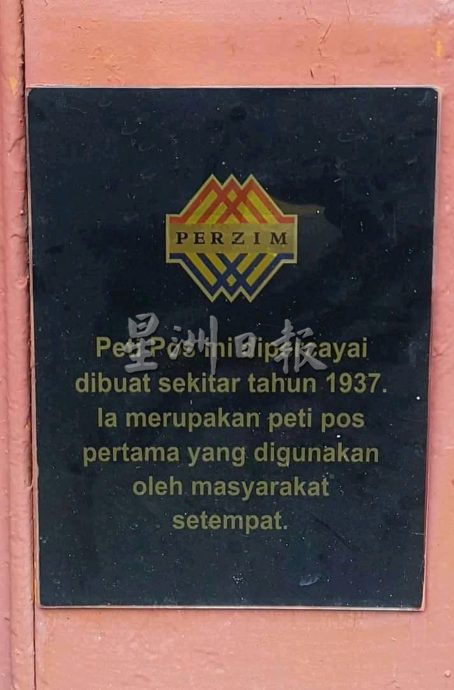 PERZIM
星洲日報
Peti Pos ini dipercayai
dibuat sekitar tahun 1937.
Ia merupakan peti pos
pertama yang digunakan
oleh masyarakat
setempat.